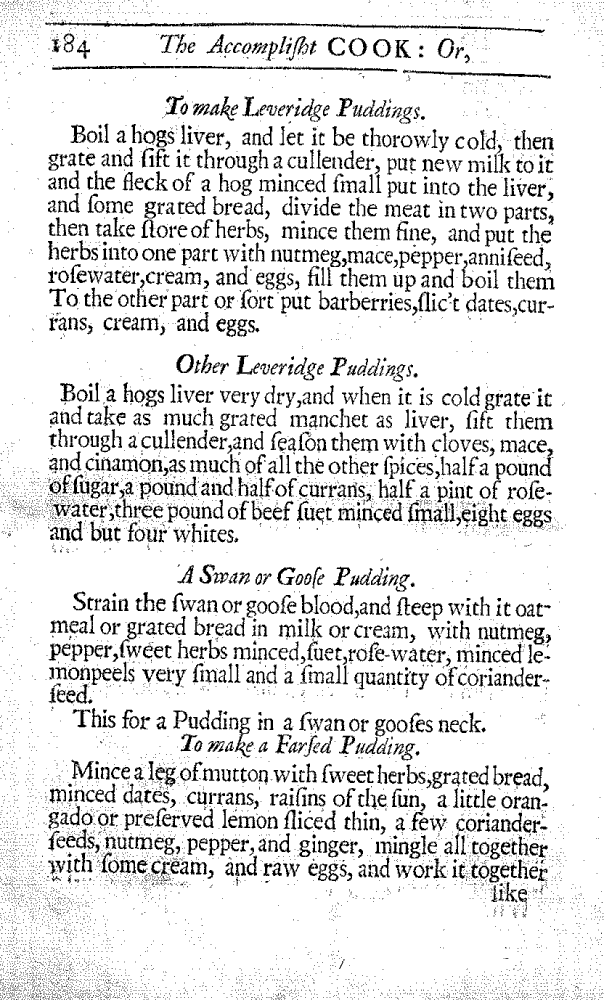 184 The Accompliſht COOK: Or,
To make Leveridge Puddings.
Boil a hogs liver, and let it be thorowly cold, then
grate and ſift it through a cullender, put new milk to it
and the fleck of a hog minced ſmall put into the liver,
and ſome grated bread, divide the meat in two parts,
then take ſtore of herbs, mince them fine, and put the
herbs into one part with nutmeg,mace,pepper,anniſeed,
roſewater,cream, and eggs, fill them up and boil them
To the other part or ſort put barberries,ſlic't dates,cur-
rans, cream, and eggs.
Other Leveridge Puddings.
Boil a hogs liver very dry,and when it is cold grate it
and take as much grated manchet as liver, ſift them
through a cullender,and ſeaſon them with cloves, mace,
and cinamon,as much of all the other ſpices,half a pound
of ſugar,a pound and half of currans, half a pint of roſe-
water,three pound of beef ſuet minced ſmall,eight eggs
and but four whites.
A Swan or Gooſe Pudding.
Strain the ſwan or gooſe blood,and ſteep with it oat-
meal or grated bread in milk or cream, with nutmeg,
pepper,ſweet herbs minced,ſuet,roſe-water, minced le-
monpeels very ſmall and a ſmall quantity of coriander-
ſeed.
This for a Pudding in a ſwan or gooſes neck.
To make a Farſed Pudding.
Mince a leg of mutton with ſweet herbs,grated bread,
minced dates, currans, raiſins of the ſun, a little oran-
gado or preſerved lemon ſliced thin, a few coriander-
ſeeds, nutmeg, pepper, and ginger, mingle all together
with ſome cream, and raw eggs, and work it together
like